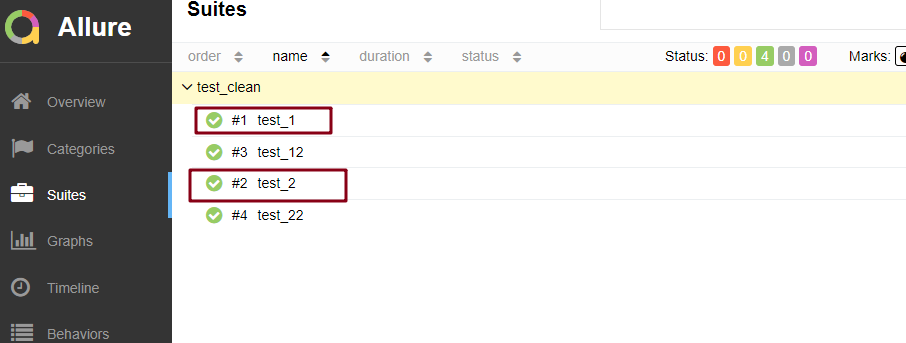 Allure
Suites
order name duration status Status: 0 0 4 0 0 Marks:
test_clean
#1 test_1
#3 test_12
#2 test_2
#4 test_22
Overview
Categories
Suites
Graphs
Timeline
Behaviors